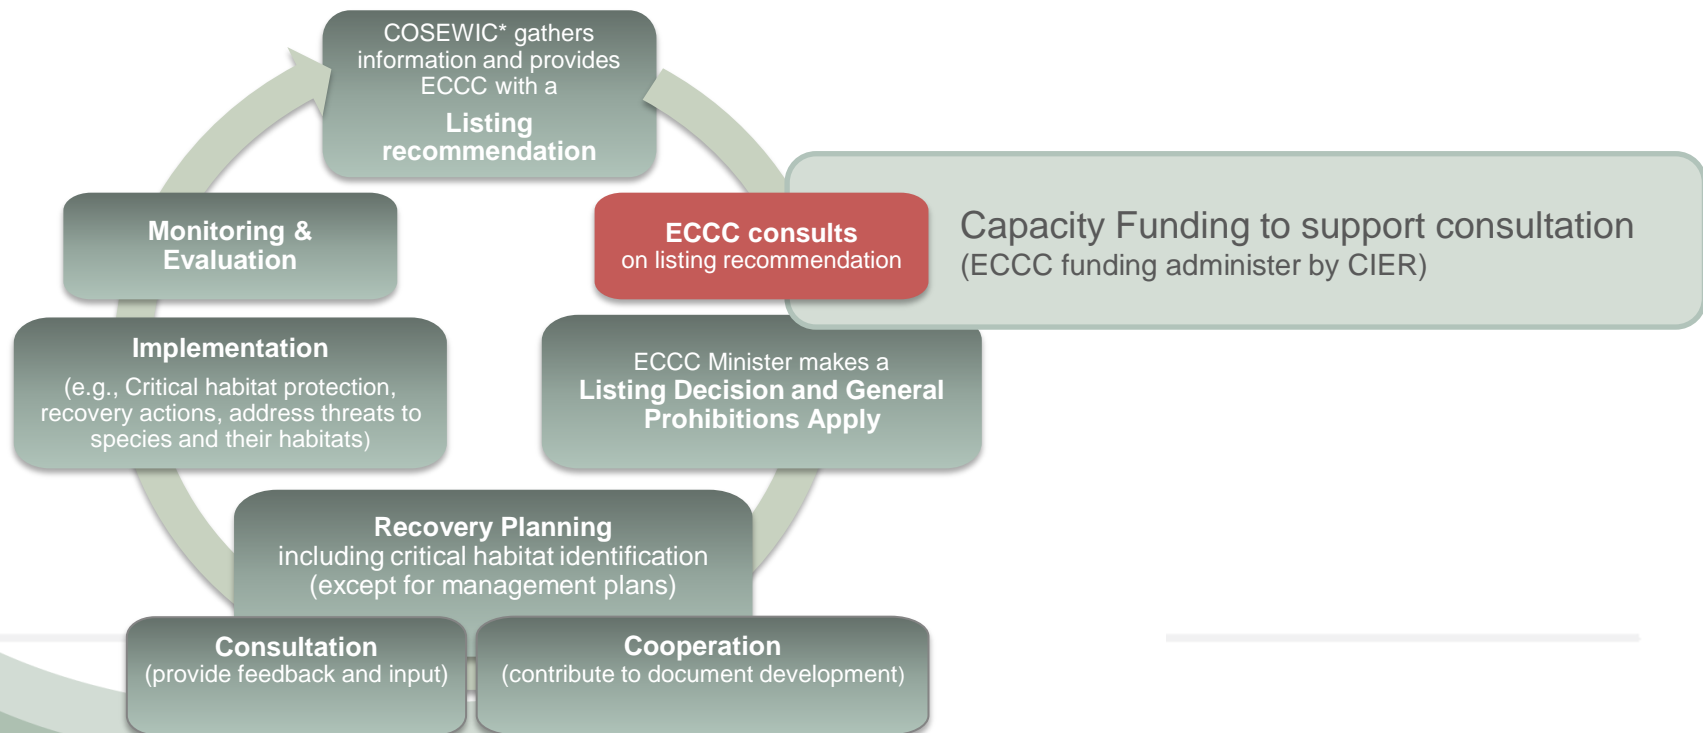 COSEWIC* gathers
information and provides
ECCC with a
Listing
recommendation
ECCC consults
on listing recommendation
Capacity Funding to support consultation
(ECCC funding administer by CIER)
ECCC Minister makes a
Listing Decision and General
Prohibitions Apply
Recovery Planning
including critical habitat identification
(except for management plans)
Consultation
(provide feedback and input)
Cooperation
(contribute to document development)
Implementation
(e.g., Critical habitat protection,
recovery actions, address threats to
species and their habitats)
Monitoring &
Evaluation